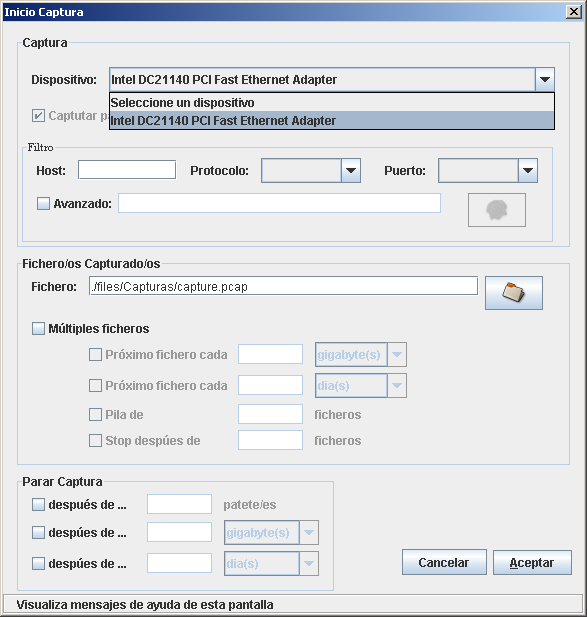 Inicio Captura
Captura
Dispositivo: Intel DC21140 PCI Fast Ethernet Adapter
Seleccione un dispositivo
Captutar
Intel DC21140 PCI Fast Ethernet Adapter
Filtro
Host: Protocolo: Puerto:
Avanzado:
Fichero/os Capturado/os
Fichero: ./files/Capturas/capture.pcap
Múltiples ficheros
Próximo fichero cada gigabyte(s)
Próximo fichero cada dia(s)
Pila de ficheros
Stop despúes de ficheros
Parar Captura
después de ... patete/es
despúes de ... gigabyte(s)
despúes de ... dia(s)
Cancelar Aceptar
Visualiza mensajes de ayuda de esta pantalla